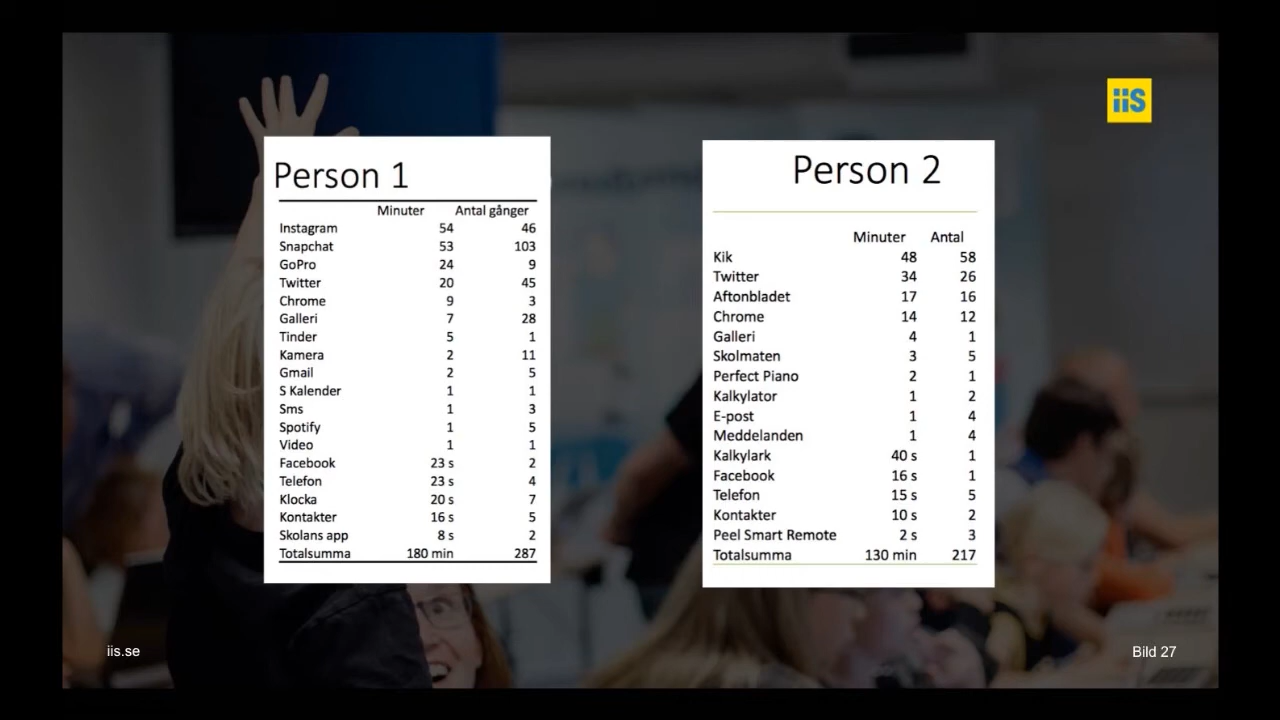 iiS
Person 1
Minuter Antal gånger
Instagram 54 46
Snapchat 53 103
GoPro 24 9
Twitter 20 45
Chrome 9 3
Galleri 7 28
Tinder 5 1
Kamera 2 11
Gmail 2 5
S Kalender 1 1
Sms 1 3
Spotify 1 5
Video 1 1
Facebook 23 s 2
Telefon 23 s 4
Klocka 20 s 7
Kontakter 16 s 5
Skolans app 8 s 2
Totalsumma 180 min 287
Person 2
Minuter Antal
Kik 48 58
Twitter 34 26
Aftonbladet 17 16
Chrome 14 12
Galleri 4 1
Skolmaten 3 5
Perfect Piano 2 1
Kalkylator 1 2
E-post 1 4
Meddelanden 1 4
Kalkylark 40 s 1
Facebook 16 s 1
Telefon 15 s 5
Kontakter 10 s 2
Peel Smart Remote 2 s 3
Totalsumma 130 min 217
iis.se
Bild 27